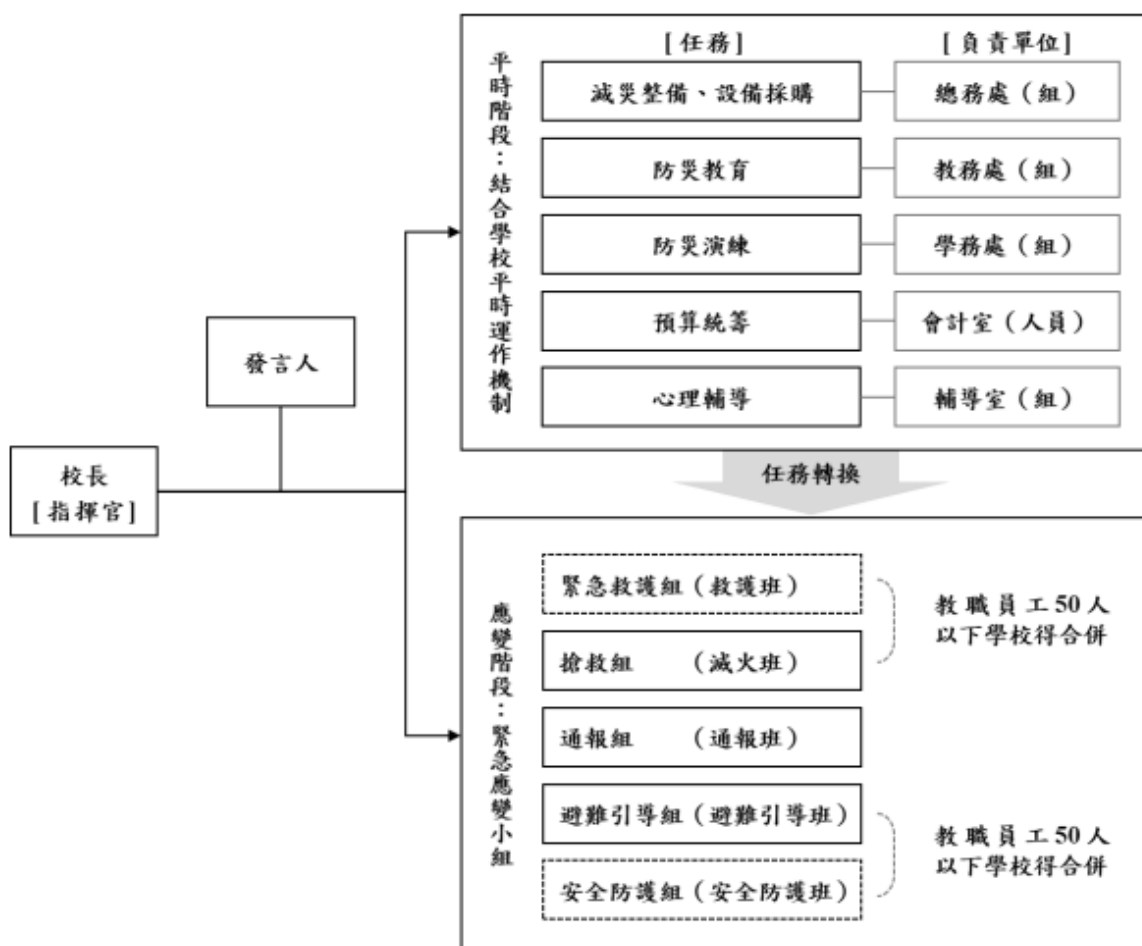 平時階段：結合學校平時運作機制
[任務] [負責單位]
減災整備、設備採購 總務處（組）
防災教育 教務處（組）
防災演練 學務處（組）
預算統籌 會計室（人員）
心理輔導 輔導室（組）
發言人
校長
[指揮官]
任務轉換
應變階段：緊急應變小組
緊急救護組（救護班）
搶救組 （滅火班）
教職員工50人
以下學校得合併
通報組 （通報班）
避難引導組（避難引導班）
安全防護組（安全防護班）
教職員工50人
以下學校得合併